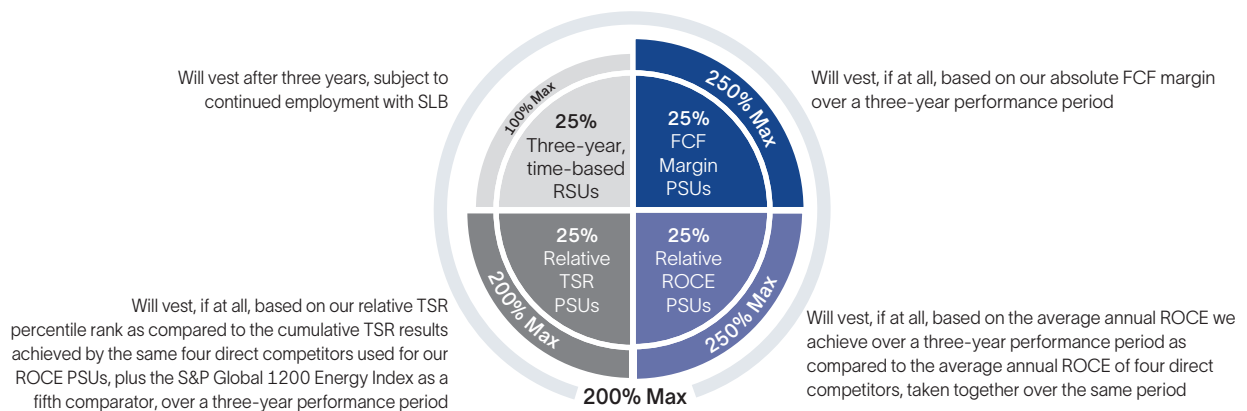 Will vest after three years, subject to
continued employment with SLB
100% Max
25%
Three-year,
time-based
RSUs
250% Max
25%
FCF
Margin
PSUs
Will vest, if at all, based on our absolute FCF margin
over a three-year performance period
Will vest, if at all, based on our relative TSR
percentile rank as compared to the cumulative TSR results
achieved by the same four direct competitors used for our
ROCE PSUs, plus the S&P Global 1200 Energy Index as a
fifth comparator, over a three-year performance period
25%
Relative
TSR
PSUs
200% Max
25%
Relative
ROCE
PSUs
250% Max
Will vest, if at all, based on the average annual ROCE we
achieve over a three-year performance period as
compared to the average annual ROCE of four direct
competitors, taken together over the same period
200% Max